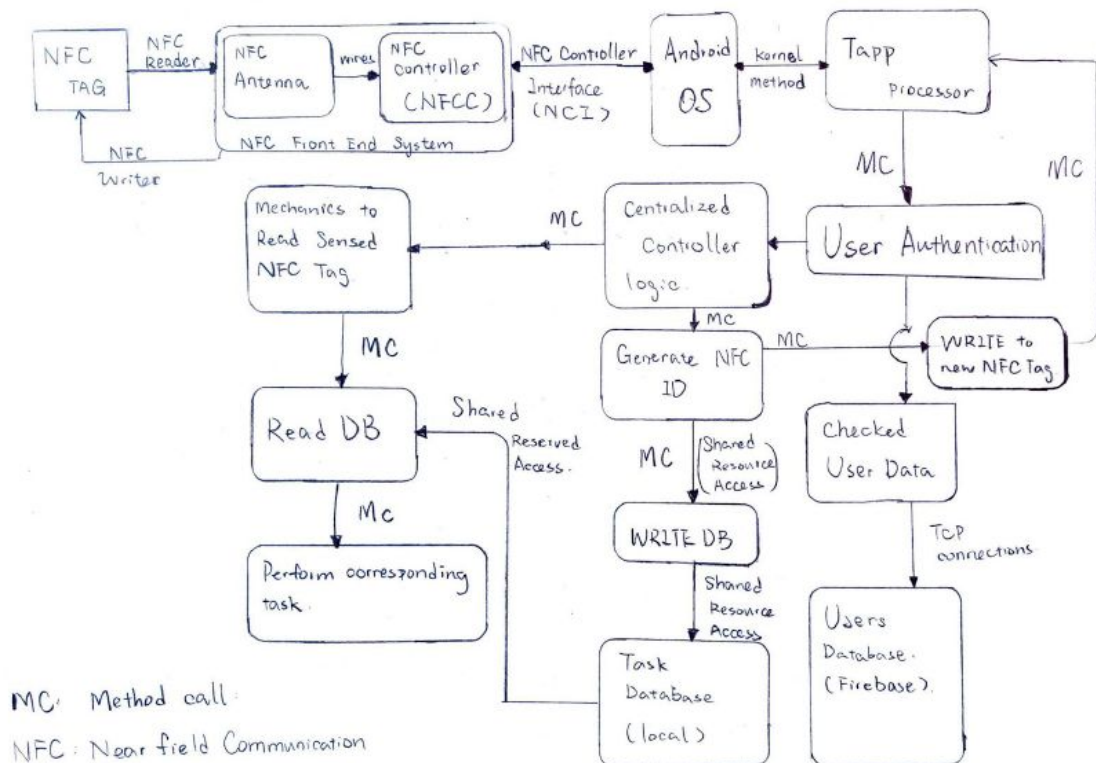 NFC
TAG
NFC
Reader
NFC
Writer
NFC
Antenna
wires
NFC
controller
(NFCC)
NFC Front End System
NFC Controller
Interface
(NCI)
Android
OS
kernel
method
Tapp
Processor
MC
MC
User Authentication
Centralized
Controller
logic.
MC
Mechanics to
Read Sensed
NFC Tag.
MC
Generate NFC
ID
MC
WRITE to
new NFC Tag.
MC
Read DB
Shared
Reserved
Access.
MC
(Shared
Resource
Access)
Checked
User Data
MC
WRITE DB
TCP
connections
Perform corresponding
task.
Shared
Resource
Access
Task
Database
(local)
Users
Database.
(Firebase).
MC: Method call.
NFC: Near field Communication